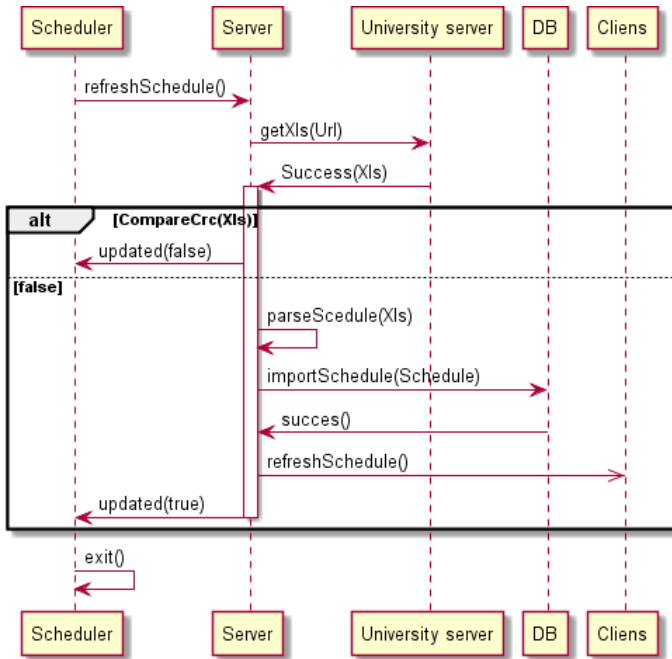 Scheduler Server University server DB Cliens
refreshSchedule()
getXls(Url)
Success(Xls)
alt [CompareCrc(Xls)]
updated(false)
[false]
parseScedule(Xls)
importSchedule(Schedule)
succes()
refreshSchedule()
updated(true)
exit()
Scheduler Server University server DB Cliens